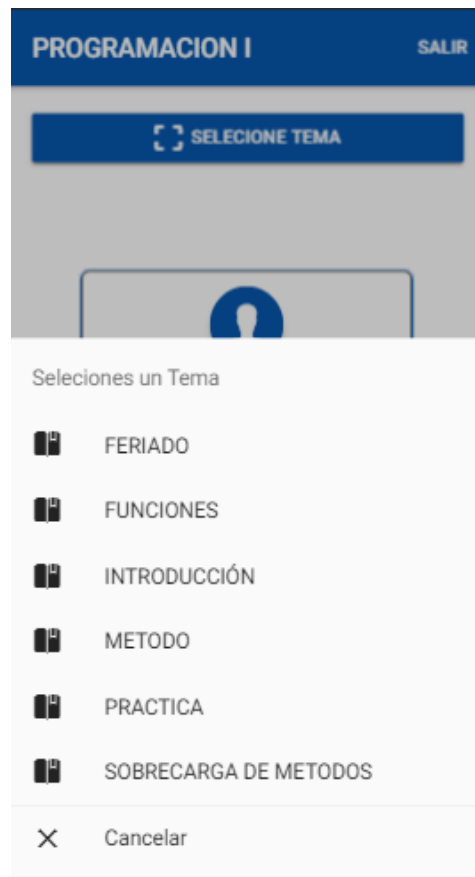 PROGRAMACION I SALIR
SELECIONE TEMA
Seleciones un Tema
FERIADO
FUNCIONES
INTRODUCCIÓN
METODO
PRACTICA
SOBRECARGA DE METODOS
Cancelar